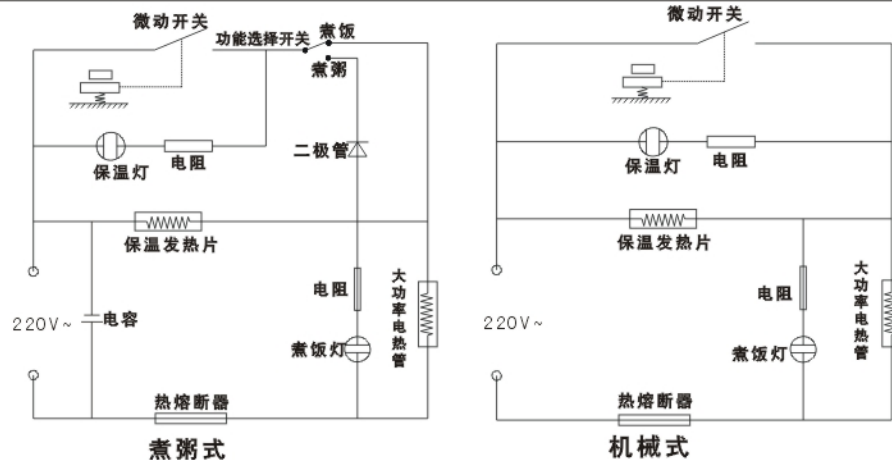 微动开关
功能选择开关
煮饭
煮粥
二极管
保温灯
电阻
保温发热片
电阻
大功率电热管
220V~
电容
煮饭灯
热熔断器
煮粥式
微动开关
保温灯
电阻
保温发热片
电阻
大功率电热管
220V~
煮饭灯
热熔断器
机械式